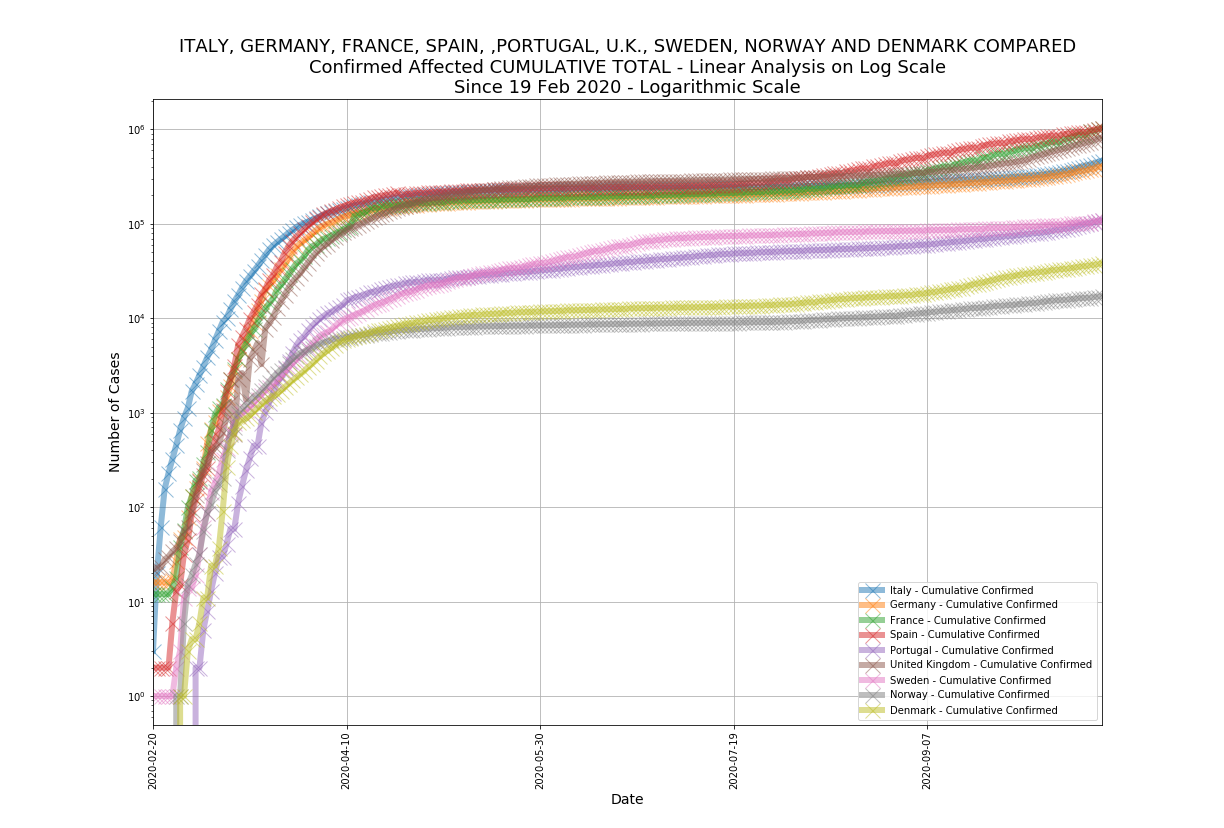 ITALY, GERMANY, FRANCE, SPAIN, ,PORTUGAL, U.K., SWEDEN, NORWAY AND DENMARK COMPARED
Confirmed Affected CUMULATIVE TOTAL - Linear Analysis on Log Scale
Since 19 Feb 2020 - Logarithmic Scale
Number of Cases
10⁶
10⁵
10⁴
10³
10²
10¹
10⁰
Italy - Cumulative Confirmed
Germany - Cumulative Confirmed
France - Cumulative Confirmed
Spain - Cumulative Confirmed
Portugal - Cumulative Confirmed
United Kingdom - Cumulative Confirmed
Sweden - Cumulative Confirmed
Norway - Cumulative Confirmed
Denmark - Cumulative Confirmed
2020-02-20
2020-04-10
2020-05-30
2020-07-19
2020-09-07
Date